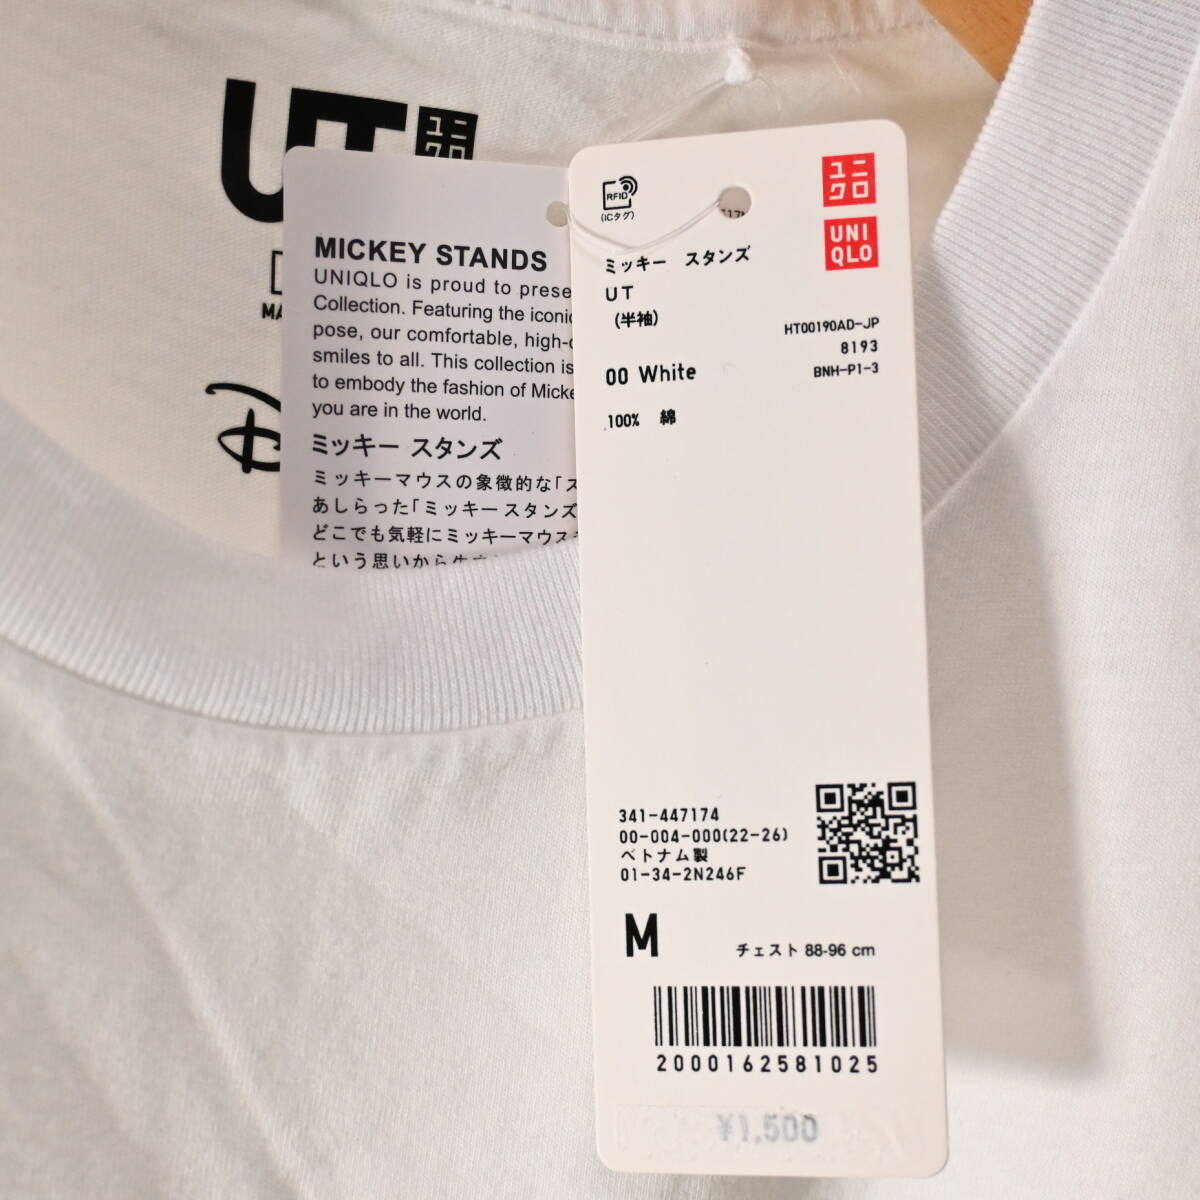 UT
ユニ
クロ
MICKEY STANDS
UNIQLO is proud to
Collection. Featuring the
pose, our comfortable,
smiles to all. This collection is
to embody the fashion of
you are in the world.
ミッキー スタンズ
ミッキーマウスの象徴的な「ス
あしらった「ミッキー スタンズ
どこでも気軽にミッキーマウス
という思いから
RFID
(ICタグ)
ユニ
クロ
UNI
QLO
ミッキー スタンズ
UT
(半袖)
HT00190AD-JP
8193
BNH-P1-3
00 White
100% 綿
341-447174
00-004-000(22-26)
ベトナム製
01-34-2N246F
M
チェスト 88-96 cm
2000162581025
¥1,500